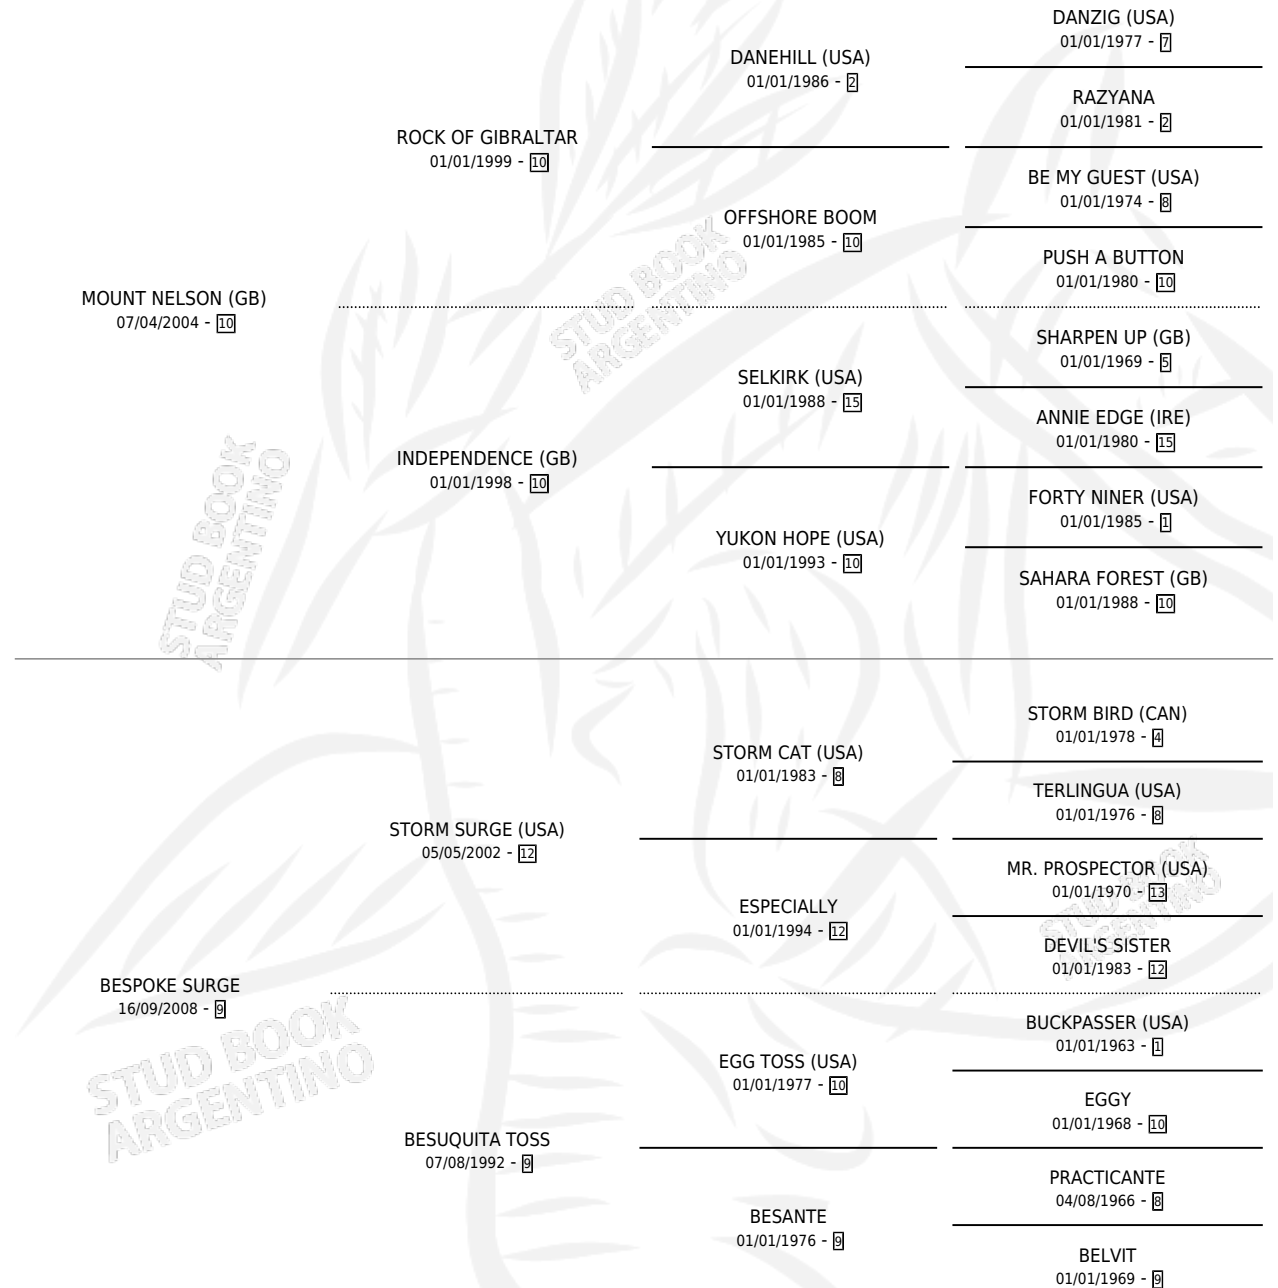 DANZIG (USA)
01/01/1977 - 7
DANEHILL (USA)
01/01/1986 - 2
RAZYANA
01/01/1981 - 2
ROCK OF GIBRALTAR
01/01/1999 - 10
BE MY GUEST (USA)
01/01/1974 - 8
OFFSHORE BOOM
01/01/1985 - 10
PUSH A BUTTON
01/01/1980 - 10
MOUNT NELSON (GB)
07/04/2004 - 10
SHARPEN UP (GB)
01/01/1969 - 5
SELKIRK (USA)
01/01/1988 - 15
ANNIE EDGE (IRE)
01/01/1980 - 15
INDEPENDENCE (GB)
01/01/1998 - 10
FORTY NINER (USA)
01/01/1985 - 1
YUKON HOPE (USA)
01/01/1993 - 10
SAHARA FOREST (GB)
01/01/1988 - 10
STORM BIRD (CAN)
01/01/1978 - 4
STORM CAT (USA)
01/01/1983 - 8
TERLINGUA (USA)
01/01/1976 - 8
STORM SURGE (USA)
05/05/2002 - 12
MR. PROSPECTOR (USA)
01/01/1970 - 13
ESPECIALLY
01/01/1994 - 12
DEVIL'S SISTER
01/01/1983 - 12
BESPOKE SURGE
16/09/2008 - 9
BUCKPASSER (USA)
01/01/1963 - 1
EGG TOSS (USA)
01/01/1977 - 10
EGGY
01/01/1968 - 10
BESUQUITA TOSS
07/08/1992 - 9
PRACTICANTE
04/08/1966 - 8
BESANTE
01/01/1976 - 9
BELVIT
01/01/1969 - 9
STUD BOOK
ARGENTINO
STUD BOOK
ARGENTINO
STUD BOOK
ARGENTINO
STUD BOOK
ARGENTINO